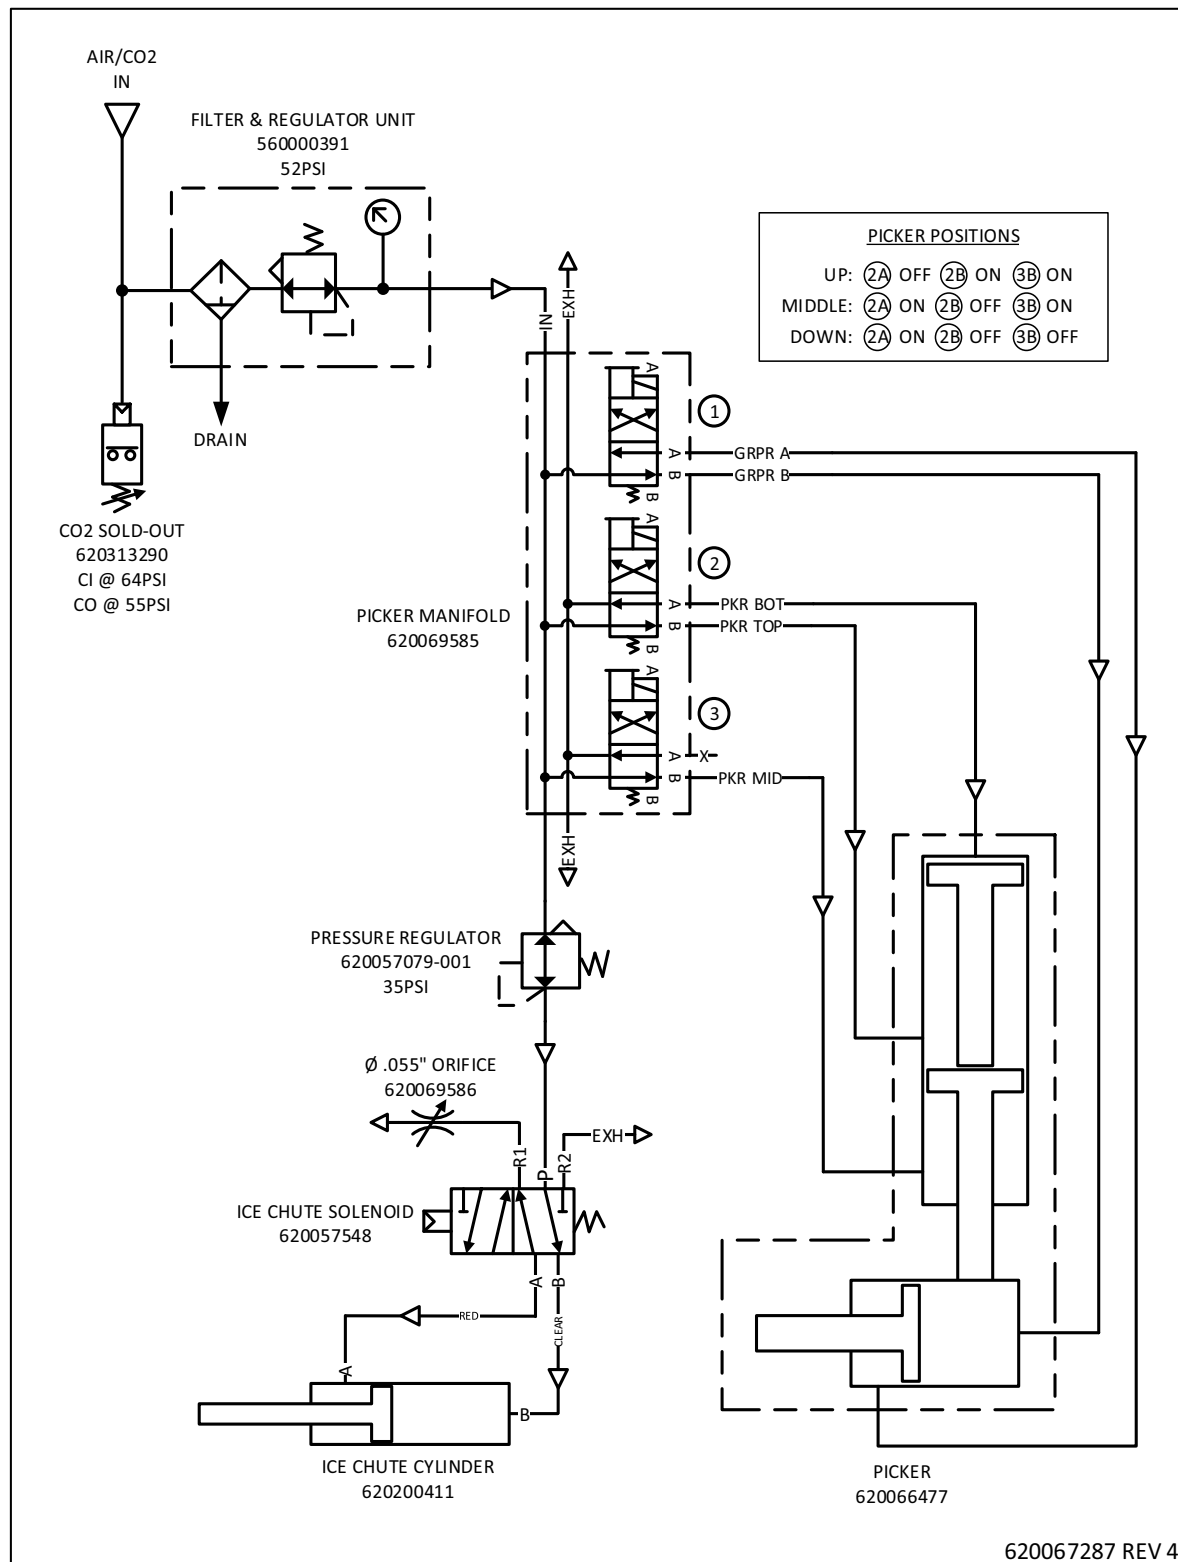 AIR/CO2
IN
FILTER & REGULATOR UNIT
560000391
52PSI
DRAIN
CO2 SOLD-OUT
620313290
CI @ 64PSI
CO @ 55PSI
PICKER POSITIONS
UP: 2A OFF 2B ON 3B ON
MIDDLE: 2A ON 2B OFF 3B ON
DOWN: 2A ON 2B OFF 3B OFF
IN
EXH
A
1
A
GRPR A
B
GRPR B
B
A
2
A
PKR BOT
B
PKR TOP
B
PICKER MANIFOLD
620069585
A
3
A
X
B
PKR MID
B
EXH
PRESSURE REGULATOR
620057079-001
35PSI
Ø .055" ORIFICE
620069586
R1
P
R2
EXH
ICE CHUTE SOLENOID
620057548
A
B
RED
CLEAR
A
B
ICE CHUTE CYLINDER
620200411
PICKER
620066477
620067287 REV 4